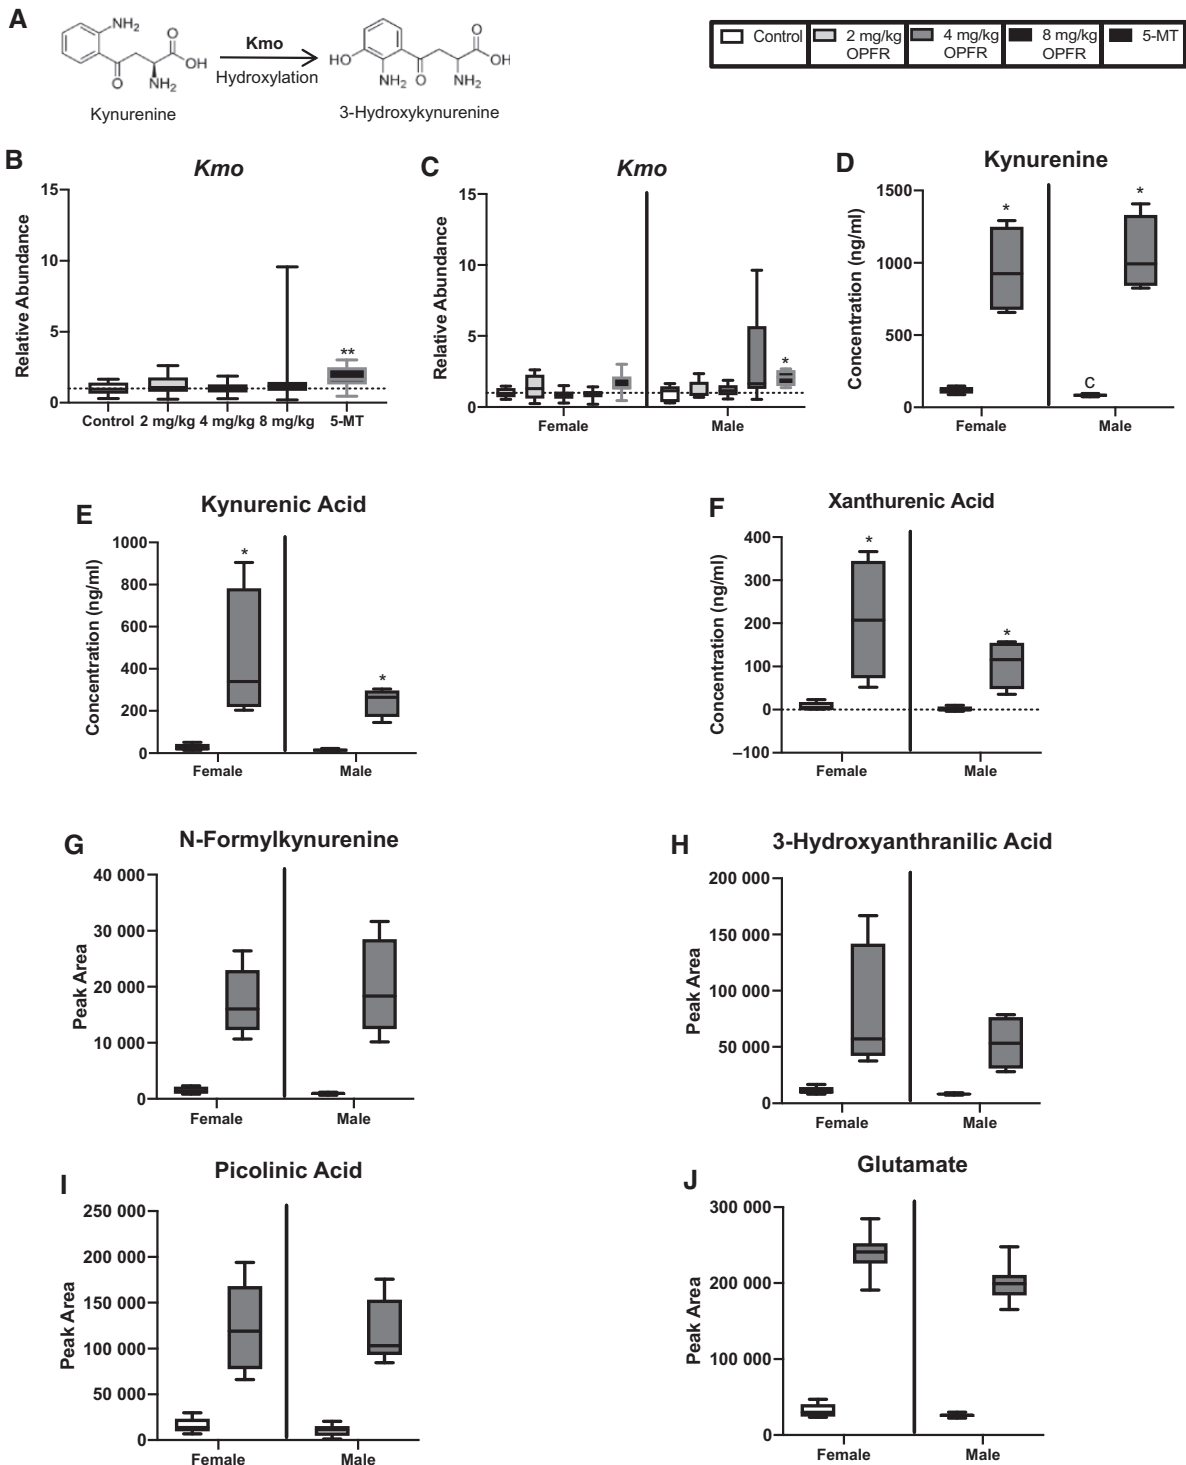 A
NH₂
O
OH
O
NH₂
Kynurenine
Kmo
Hydroxylation
HO
NH₂
O
NH₂
O
OH
3-Hydroxykynurenine
Control
2 mg/kg
OPFR
4 mg/kg
OPFR
8 mg/kg
OPFR
5-MT
B
Kmo
Relative Abundance
15
10
5
0
**
Control 2 mg/kg 4 mg/kg 8 mg/kg 5-MT
C
Kmo
Relative Abundance
15
10
5
0
*
Female Male
D
Kynurenine
Concentration (ng/ml)
1500
1000
500
0
*
*
C
Female Male
E
Kynurenic Acid
Concentration (ng/ml)
1000
800
600
400
200
0
*
*
Female Male
F
Xanthurenic Acid
Concentration (ng/ml)
400
300
200
100
0
–100
*
*
Female Male
G
N-Formylkynurenine
Peak Area
40 000
30 000
20 000
10 000
0
Female Male
H
3-Hydroxyanthranilic Acid
Peak Area
200 000
150 000
100 000
50 000
0
Female Male
I
Picolinic Acid
Peak Area
250 000
200 000
150 000
100 000
50 000
0
Female Male
J
Glutamate
Peak Area
300 000
200 000
100 000
0
Female Male